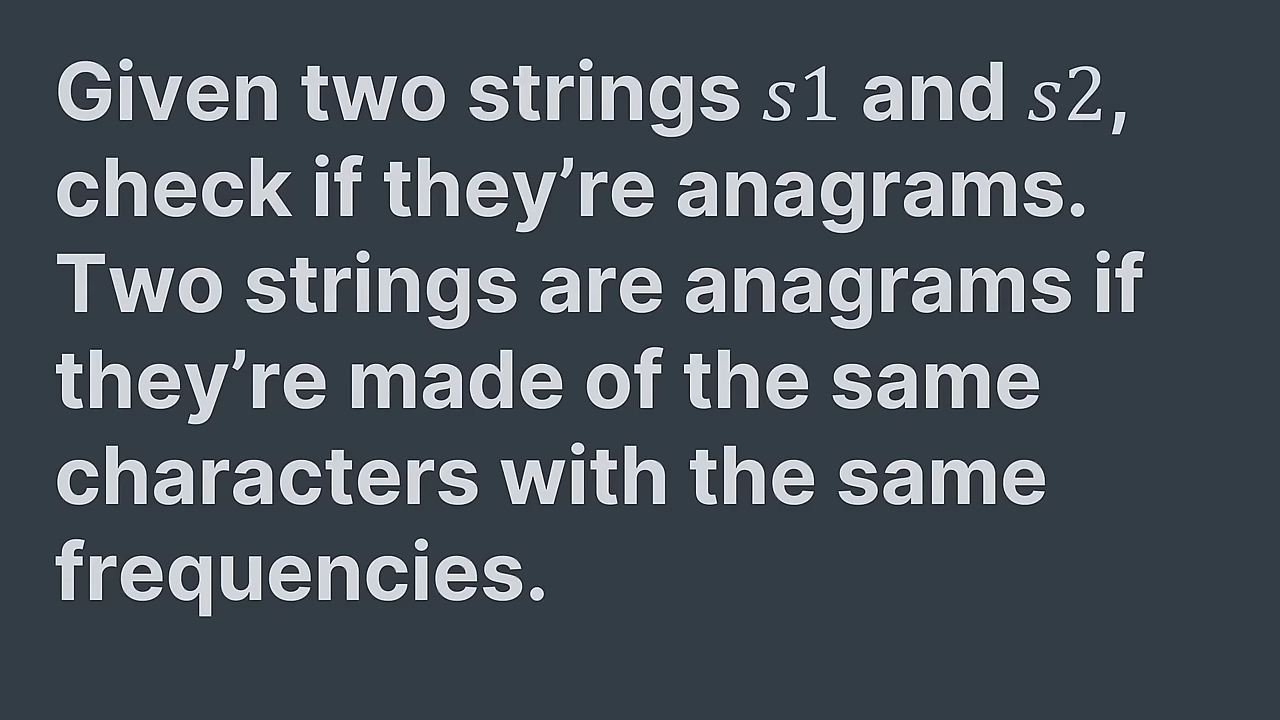 Given two strings s1 and s2,
check if they’re anagrams.
Two strings are anagrams if
they’re made of the same
characters with the same
frequencies.